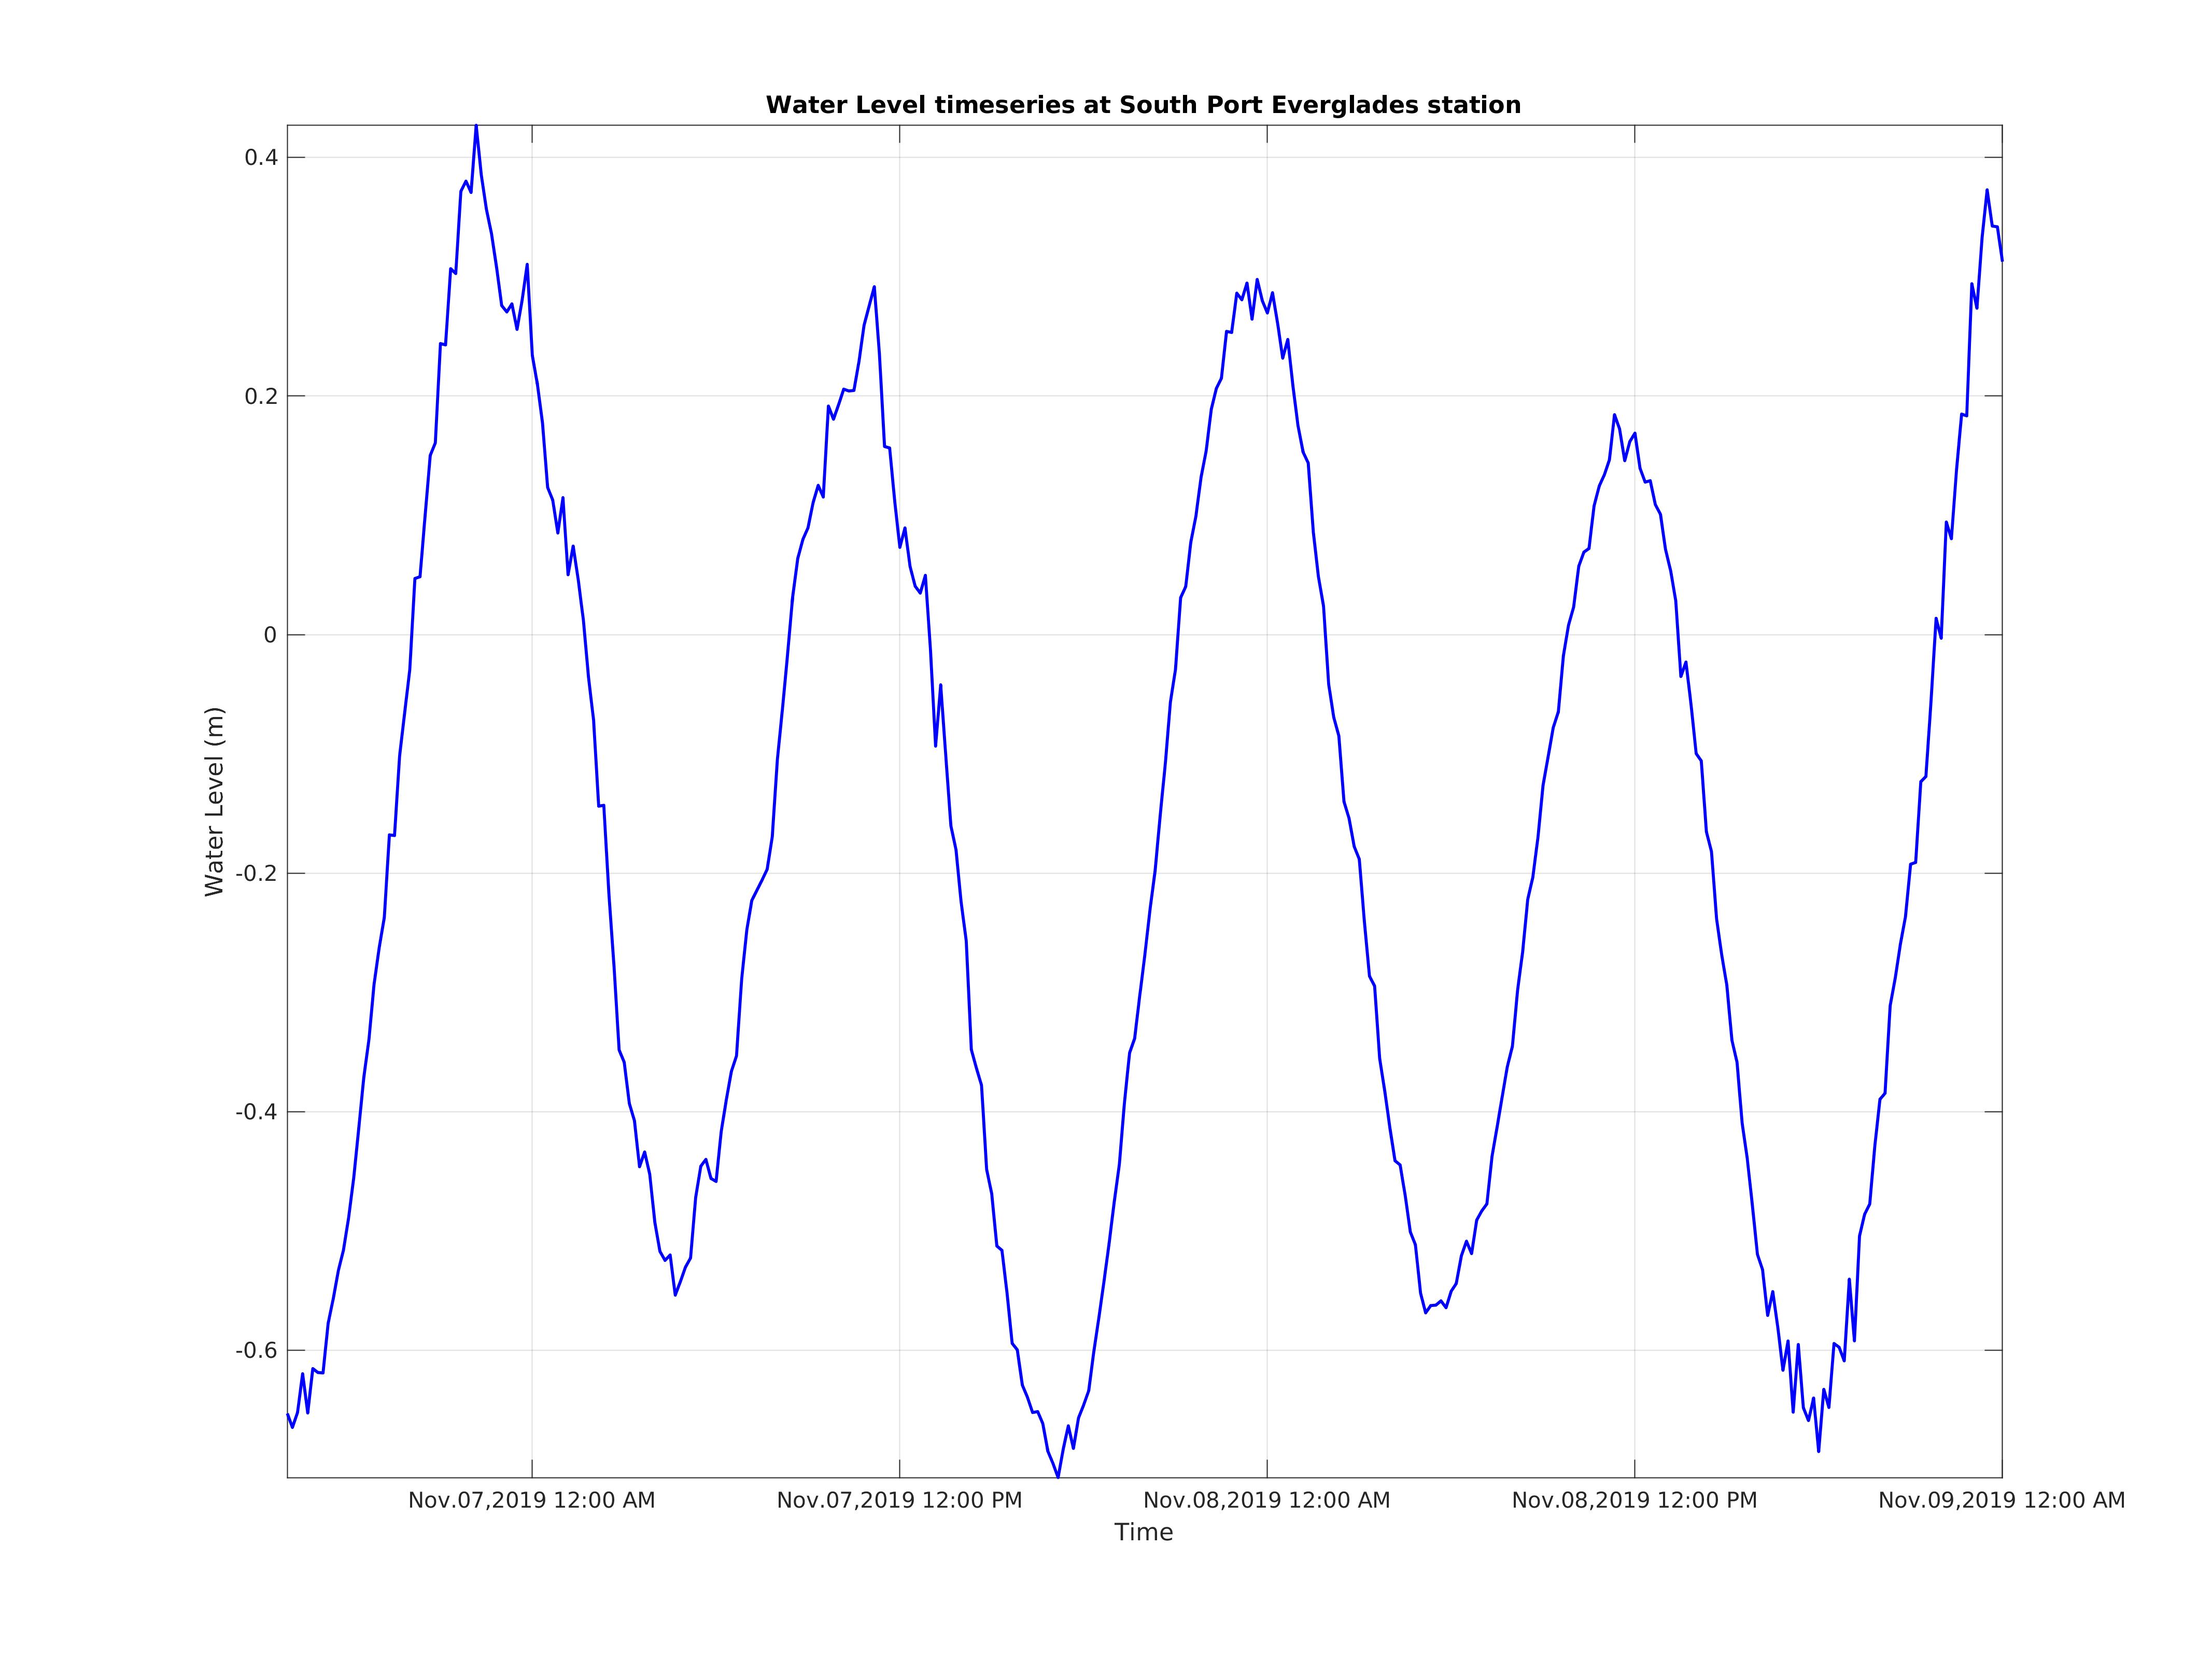 Water Level timeseries at South Port Everglades station
0.4
0.2
0
-0.2
-0.4
-0.6
Water Level (m)
Nov.07,2019 12:00 AM
Nov.07,2019 12:00 PM
Nov.08,2019 12:00 AM
Nov.08,2019 12:00 PM
Nov.09,2019 12:00 AM
Time